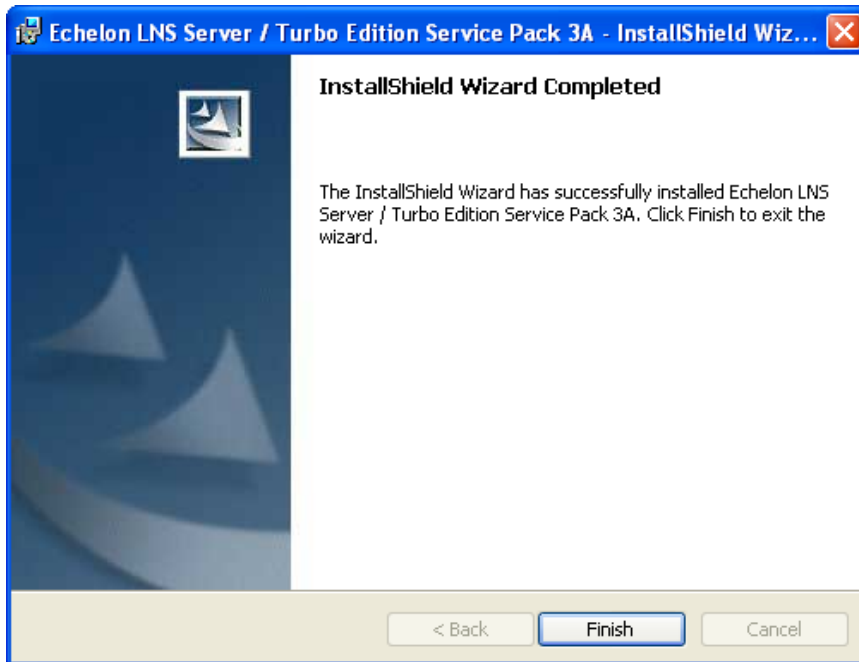 Echelon LNS Server / Turbo Edition Service Pack 3A - InstallShield Wiz...
InstallShield Wizard Completed
The InstallShield Wizard has successfully installed Echelon LNS
Server / Turbo Edition Service Pack 3A. Click Finish to exit the
wizard.
< Back
Finish
Cancel